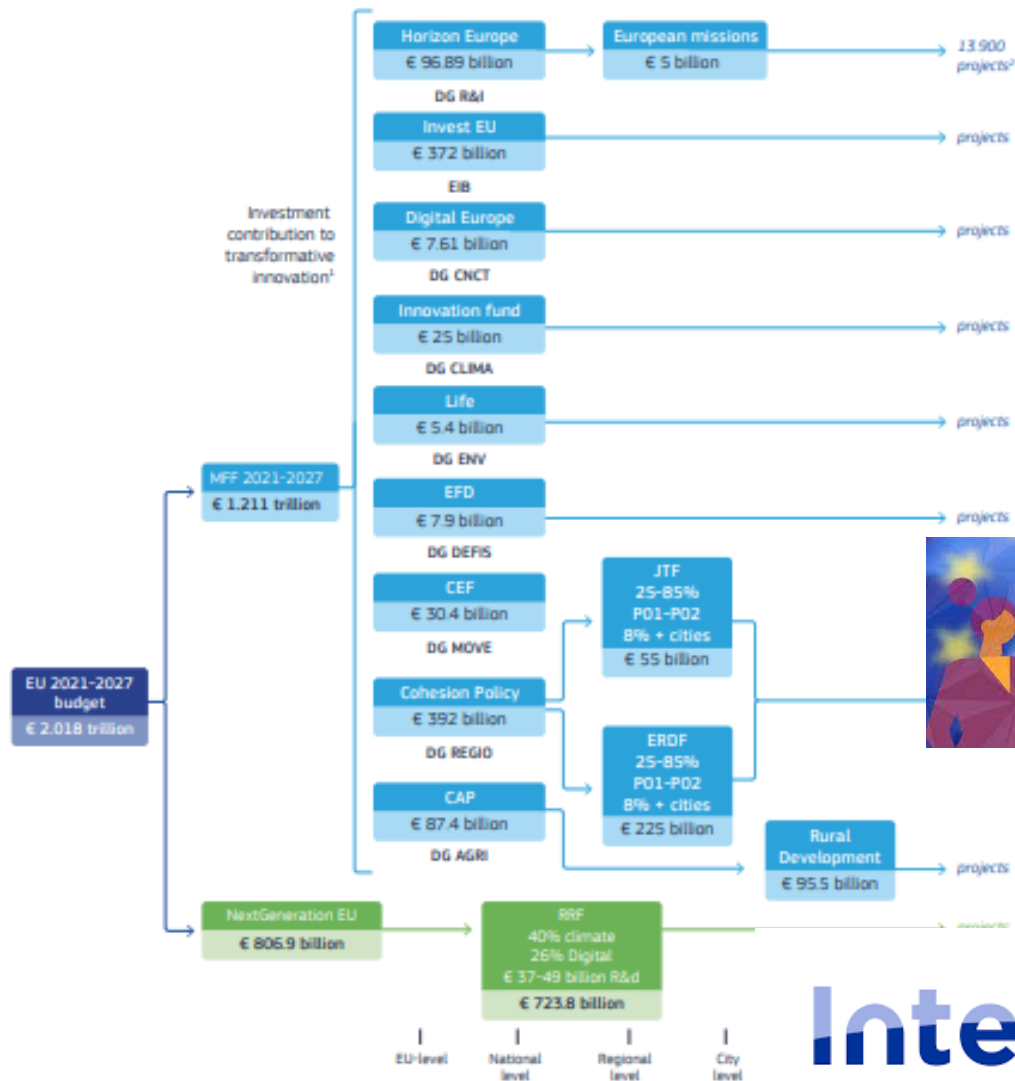 Horizon Europe
€ 96.89 billion
DG R&I
European missions
€ 5 billion
13.900
projects²
Invest EU
€ 372 billion
EIB
projects
Investment
contribution to
transformative
innovation¹
Digital Europe
€ 7.61 billion
DG CNCT
projects
Innovation fund
€ 25 billion
DG CLIMA
projects
Life
€ 5.4 billion
DG ENV
projects
MFF 2021-2027
€ 1.211 trillion
EFD
€ 7.9 billion
DG DEFIS
projects
CEF
€ 30.4 billion
DG MOVE
JTF
25-85%
P01-P02
8% + cities
€ 55 billion
EU 2021-2027
budget
€ 2.018 trillion
Cohesion Policy
€ 392 billion
DG REGIO
ERDF
25-85%
P01-P02
8% + cities
€ 225 billion
CAP
€ 87.4 billion
DG AGRI
Rural
Development
€ 95.5 billion
projects
NextGeneration EU
€ 806.9 billion
RRF
40% climate
26% Digital
€ 37-49 billion R&d
€ 723.8 billion
projects
EU-level
National
level
Regional
level
City
level
Inte